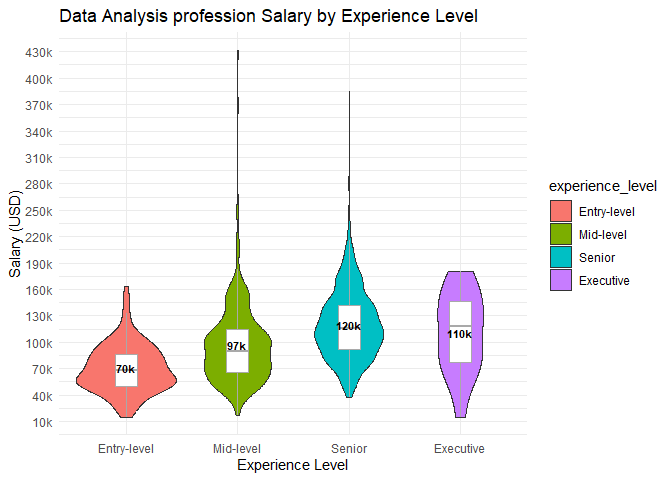 Data Analysis profession Salary by Experience Level
430k
400k
370k
340k
310k
280k
250k
220k
190k
160k
130k
100k
70k
40k
10k
Salary (USD)
70k
97k
120k
110k
Entry-level
Mid-level
Senior
Executive
Experience Level
experience_level
Entry-level
Mid-level
Senior
Executive